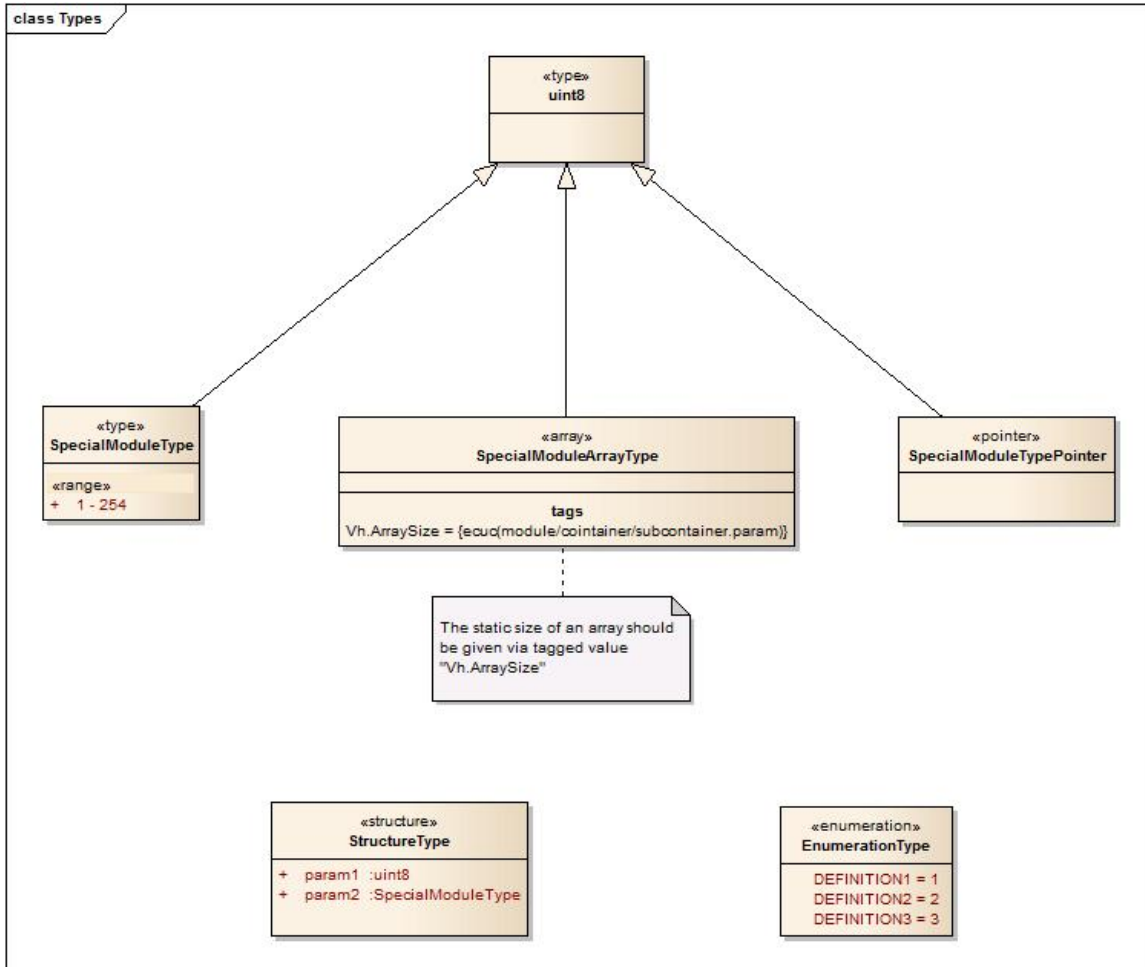 class Types
«type»
uint8
«type»
SpecialModuleType
«range»
+ 1 - 254
«array»
SpecialModuleArrayType
tags
Vh.ArraySize = {ecuc(module/cointainer/subcontainer.param)}
«pointer»
SpecialModuleTypePointer
The static size of an array should
be given via tagged value
"Vh.ArraySize"
«structure»
StructureType
+ param1 :uint8
+ param2 :SpecialModuleType
«enumeration»
EnumerationType
DEFINITION1 = 1
DEFINITION2 = 2
DEFINITION3 = 3